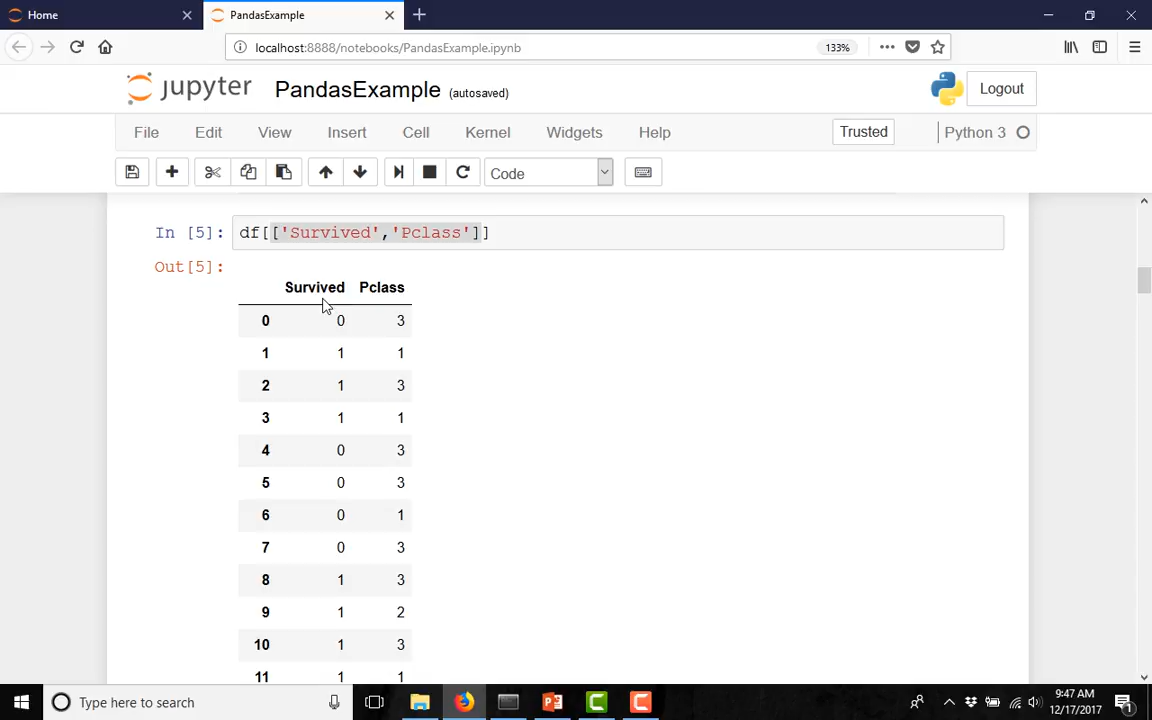 Home
PandasExample
localhost:8888/notebooks/PandasExample.ipynb
133%
jupyter
PandasExample (autosaved)
Logout
File Edit View Insert Cell Kernel Widgets Help
Trusted
Python 3
Code
In [5]: df[['Survived','Pclass']]
Out[5]:
Survived Pclass
0 0 3
1 1 1
2 1 3
3 1 1
4 0 3
5 0 3
6 0 1
7 0 3
8 1 3
9 1 2
10 1 3
11 1 1
Type here to search
9:47 AM
12/17/2017
1